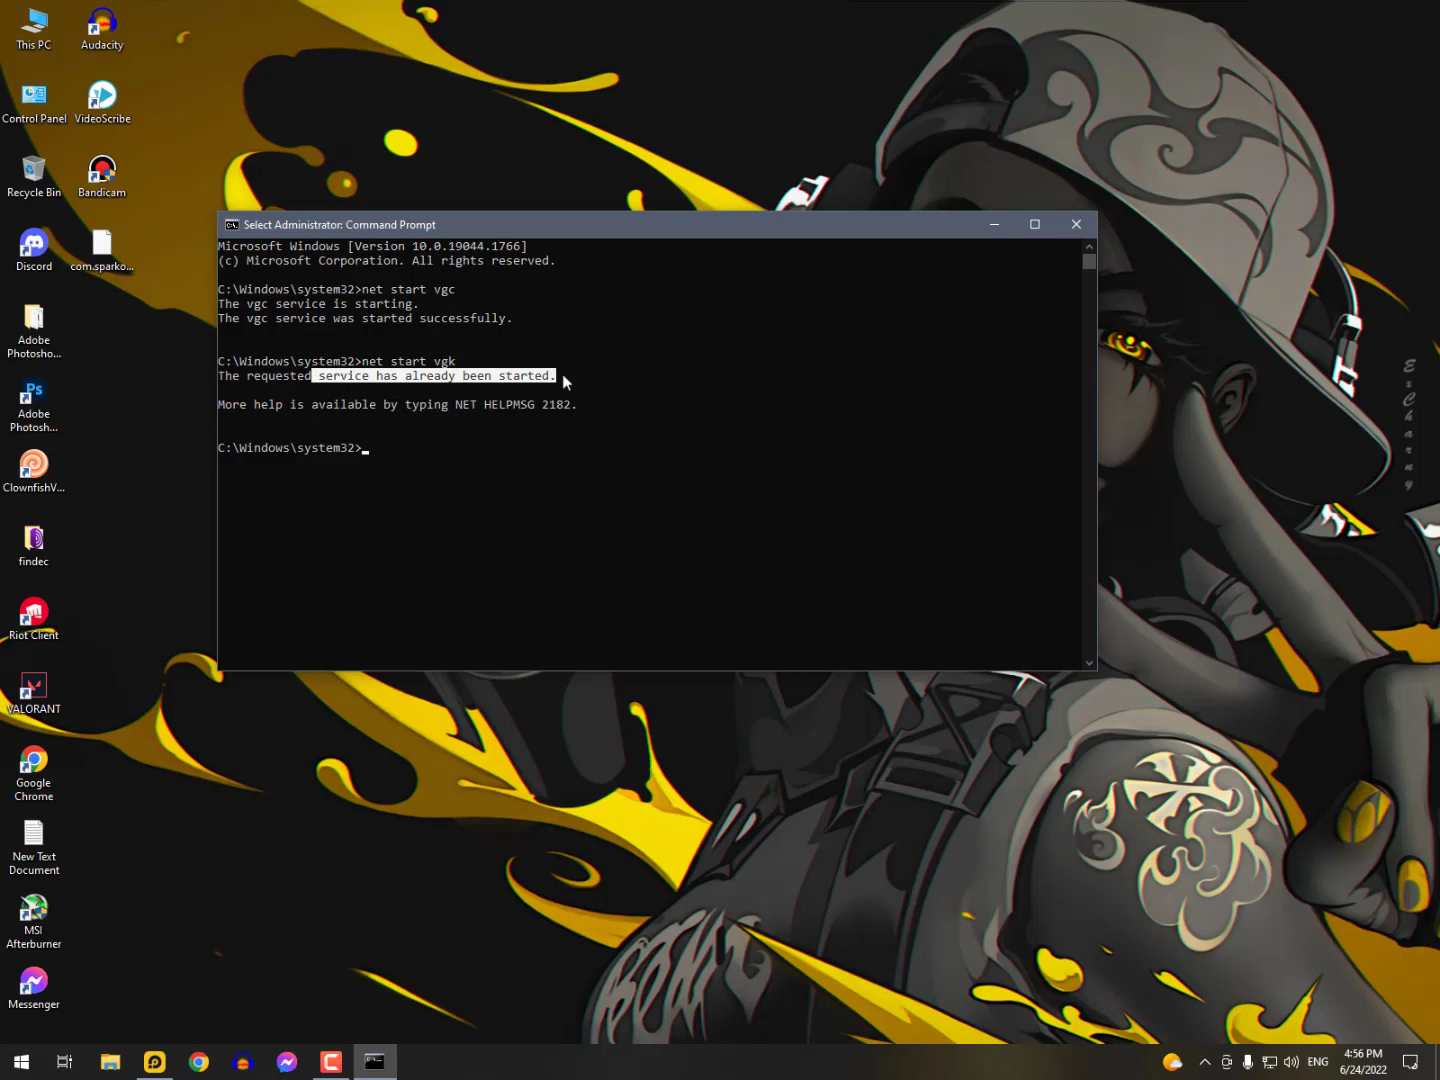 This PC
Audacity
Control Panel
VideoScribe
Recycle Bin
Bandicam
Discord
com.sparko...
Adobe
Photosho...
Ps
Adobe
Photosh...
ClownfishV...
findec
Riot Client
VALORANT
Google
Chrome
New Text
Document
MSI
Afterburner
Messenger
Select Administrator: Command Prompt
Microsoft Windows [Version 10.0.19044.1766]
(c) Microsoft Corporation. All rights reserved.
C:\Windows\system32>net start vgc
The vgc service is starting.
The vgc service was started successfully.
C:\Windows\system32>net start vgk
The requested service has already been started.
More help is available by typing NET HELPMSG 2182.
C:\Windows\system32>
ENG
4:56 PM
6/24/2022